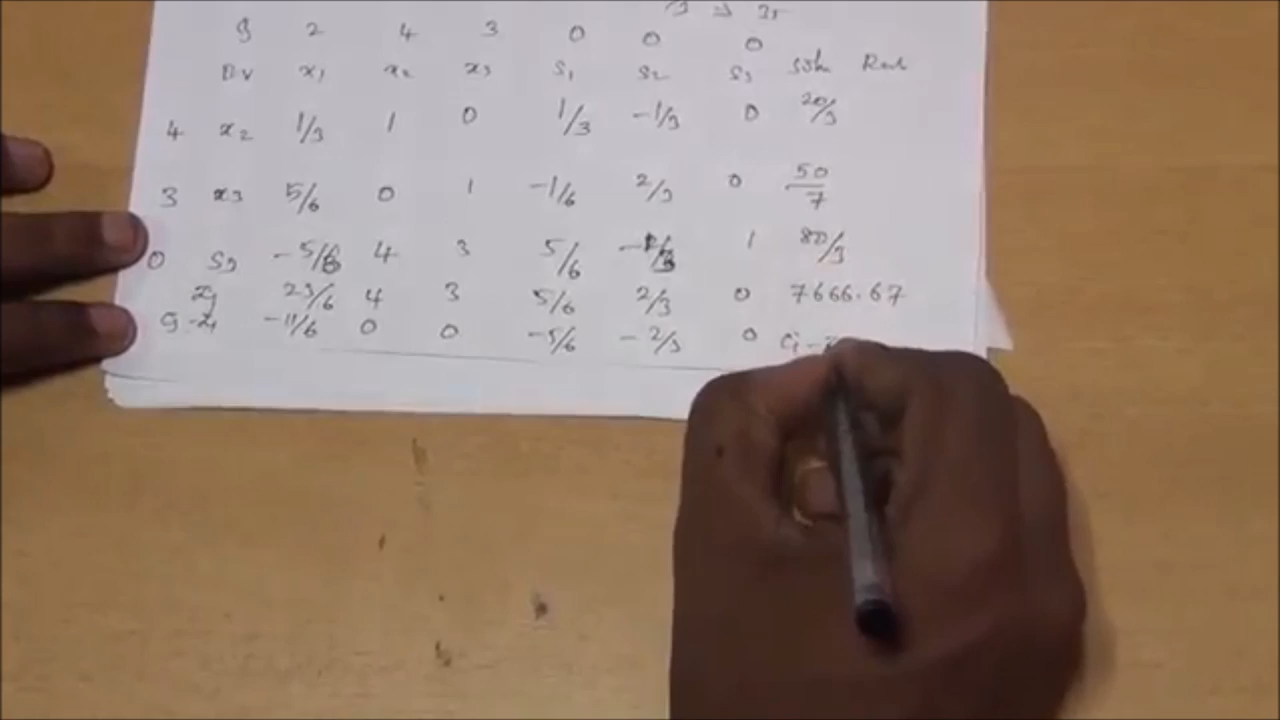 Cj 2 4 3 0 0 0
BV x1 x2 x3 S1 S2 S3 Soln
4 x2 1/3 1 0 1/3 -1/3 0 20/3
3 x3 5/6 0 1 -1/6 2/3 0 50/7
0 S3 -5/6 4 3 5/6 1 80/3
Zj 23/6 4 3 5/6 2/3 0 7666.67
Cj-Zj -11/6 0 0 -5/6 -2/3 0 Cj-